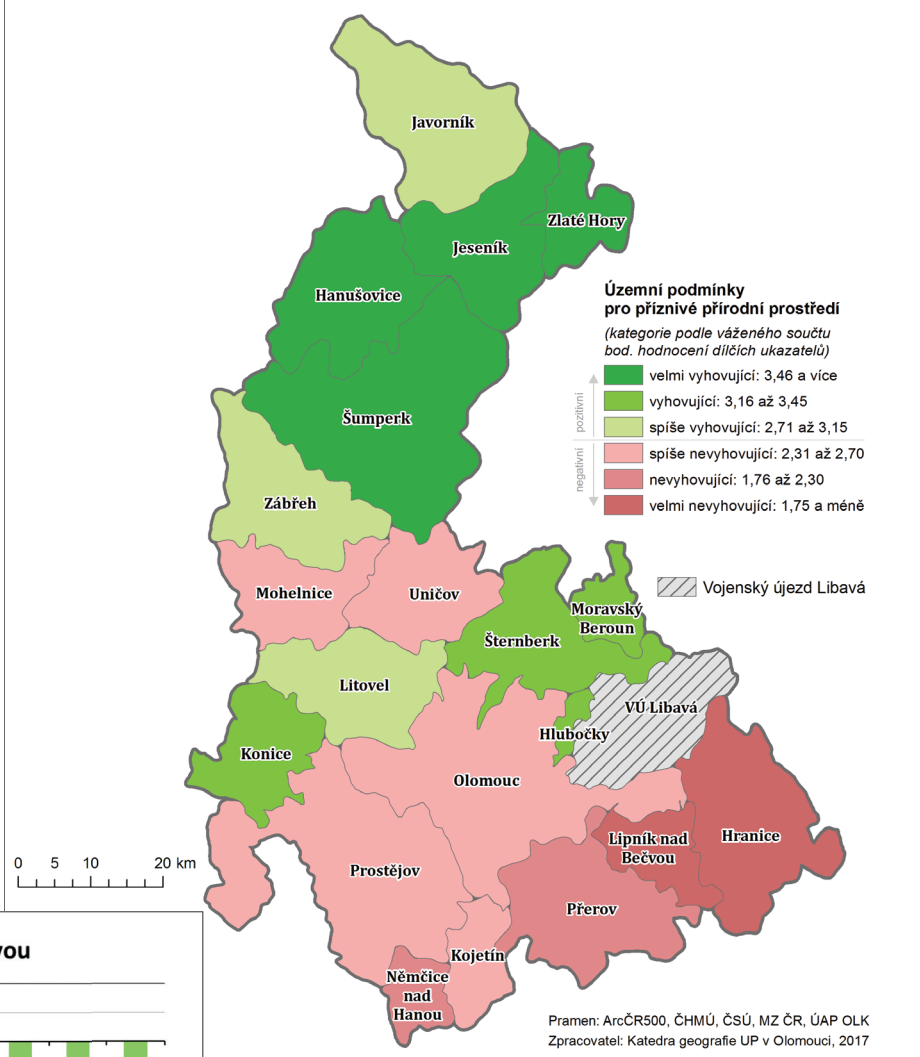 Javorník
Zlaté Hory
Jeseník
Hanušovice
Územní podmínky
pro příznivé přírodní prostředí
(kategorie podle váženého součtu
bod. hodnocení dílčích ukazatelů)
pozitivní
velmi vyhovující: 3,46 a více
vyhovující: 3,16 až 3,45
spíše vyhovující: 2,71 až 3,15
negativní
spíše nevyhovující: 2,31 až 2,70
nevyhovující: 1,76 až 2,30
velmi nevyhovující: 1,75 a méně
Šumperk
Zábřeh
Vojenský újezd Libavá
Mohelnice
Uničov
Moravský
Beroun
Šternberk
Litovel
VÚ Libavá
Hlubočky
Konice
Olomouc
Lipník nad
Bečvou
Hranice
0 5 10 20 km
Prostějov
Přerov
vou
Kojetín
Němčice
nad
Hanou
Pramen: ArcČR500, ČHMÚ, ČSÚ, MZ ČR, ÚAP OLK
Zpracovatel: Katedra geografie UP v Olomouci, 2017